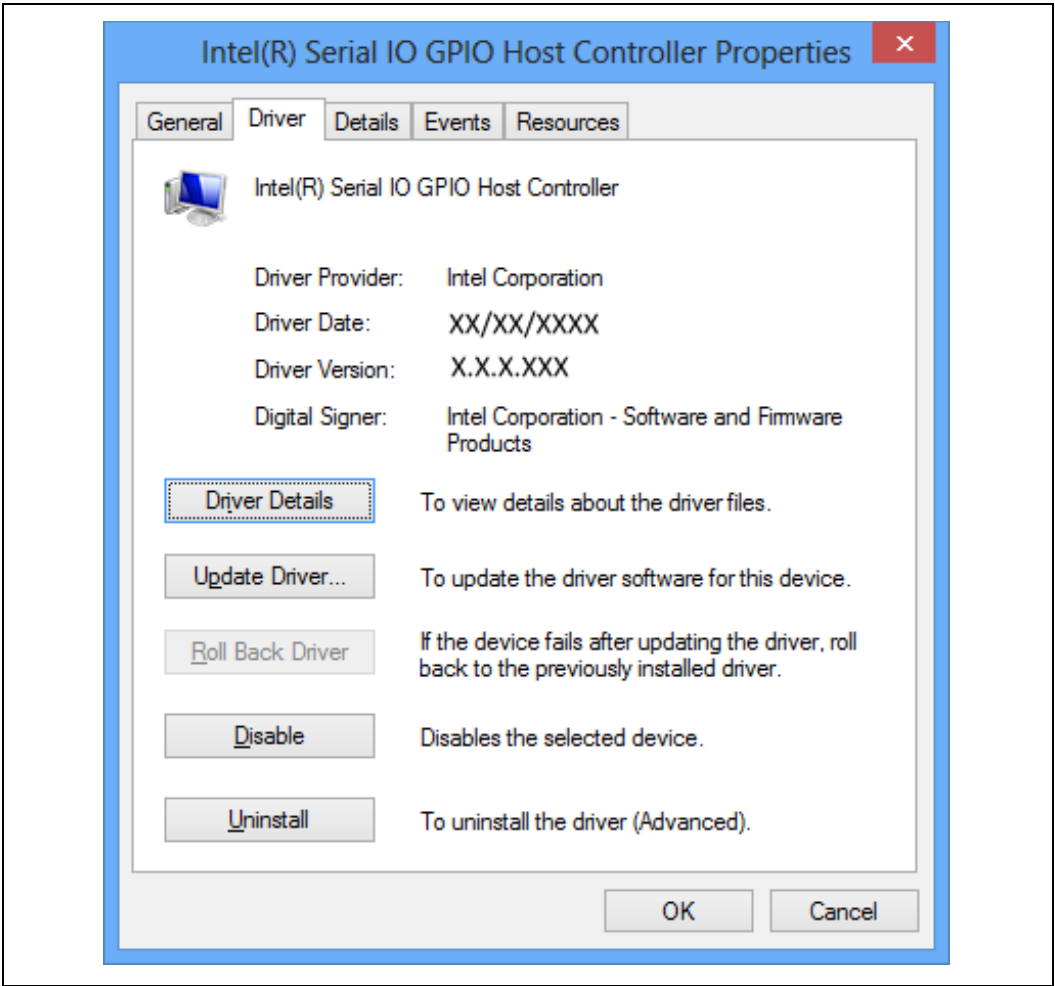 Intel(R) Serial IO GPIO Host Controller Properties
General Driver Details Events Resources
Intel(R) Serial IO GPIO Host Controller
Driver Provider: Intel Corporation
Driver Date: XX/XX/XXXX
Driver Version: X.X.X.XXX
Digital Signer: Intel Corporation - Software and Firmware
Products
Driver Details To view details about the driver files.
Update Driver... To update the driver software for this device.
Roll Back Driver If the device fails after updating the driver, roll
back to the previously installed driver.
Disable Disables the selected device.
Uninstall To uninstall the driver (Advanced).
OK Cancel